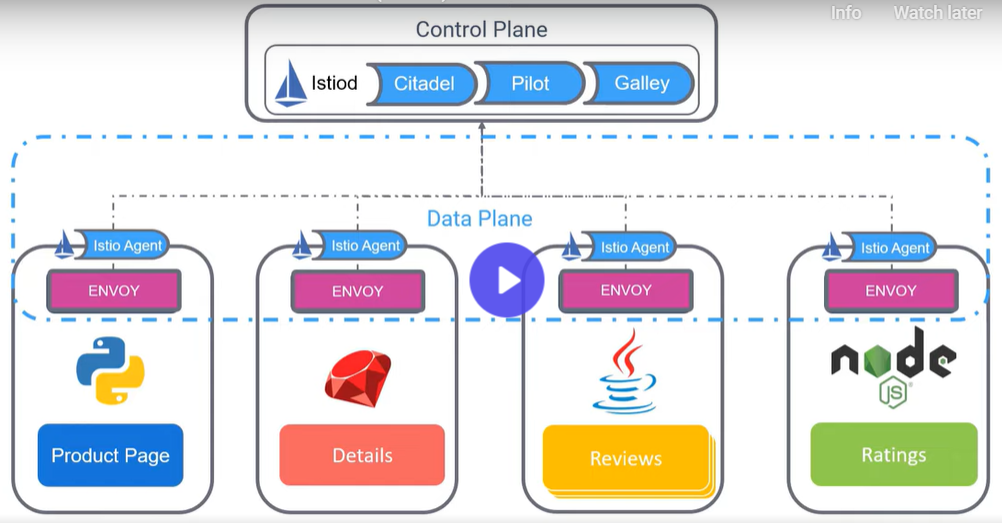 Info Watch later
Control Plane
Istiod Citadel Pilot Galley
Data Plane
Istio Agent Istio Agent Istio Agent Istio Agent
ENVOY ENVOY ENVOY ENVOY
node
JS
Product Page Details Reviews Ratings